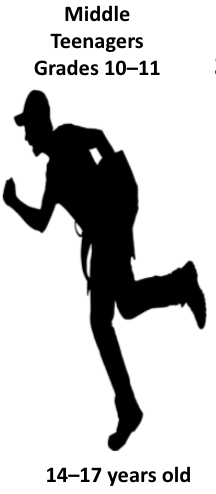 Middle
Teenagers
Grades 10–11
14–17 years old